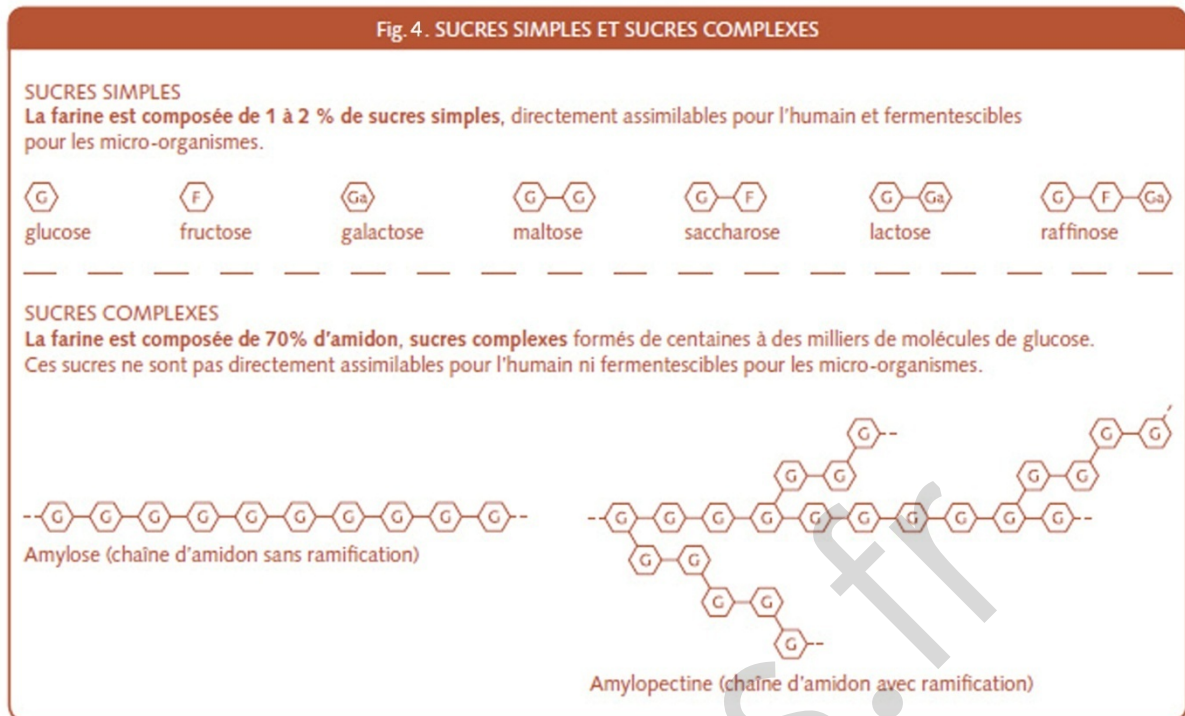 Fig. 4. SUCRES SIMPLES ET SUCRES COMPLEXES
SUCRES SIMPLES
La farine est composée de 1 à 2 % de sucres simples, directement assimilables pour l'humain et fermentescibles
pour les micro-organismes.
G F Ga G G G F G Ga G F Ga
glucose fructose galactose maltose saccharose lactose raffinose
SUCRES COMPLEXES
La farine est composée de 70% d'amidon, sucres complexes formés de centaines à des milliers de molécules de glucose.
Ces sucres ne sont pas directement assimilables pour l'humain ni fermentescibles pour les micro-organismes.
G G G
G G G G
G G G G G G G G G G G G G G G G G G G G
Amylose (chaîne d'amidon sans ramification)
G G
G G
G
Amylopectine (chaîne d'amidon avec ramification)
s.fr